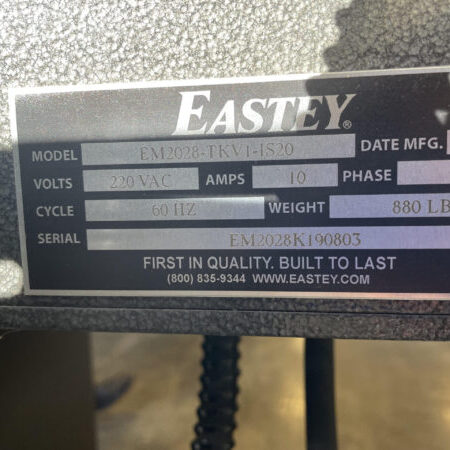 EASTEY®
MODEL EM2028-TKV1-IS20 DATE MFG.
VOLTS 220 VAC AMPS 10 PHASE
CYCLE 60 HZ WEIGHT 880 LB
SERIAL EM2028K190803
FIRST IN QUALITY. BUILT TO LAST
(800) 835-9344 WWW.EASTEY.COM